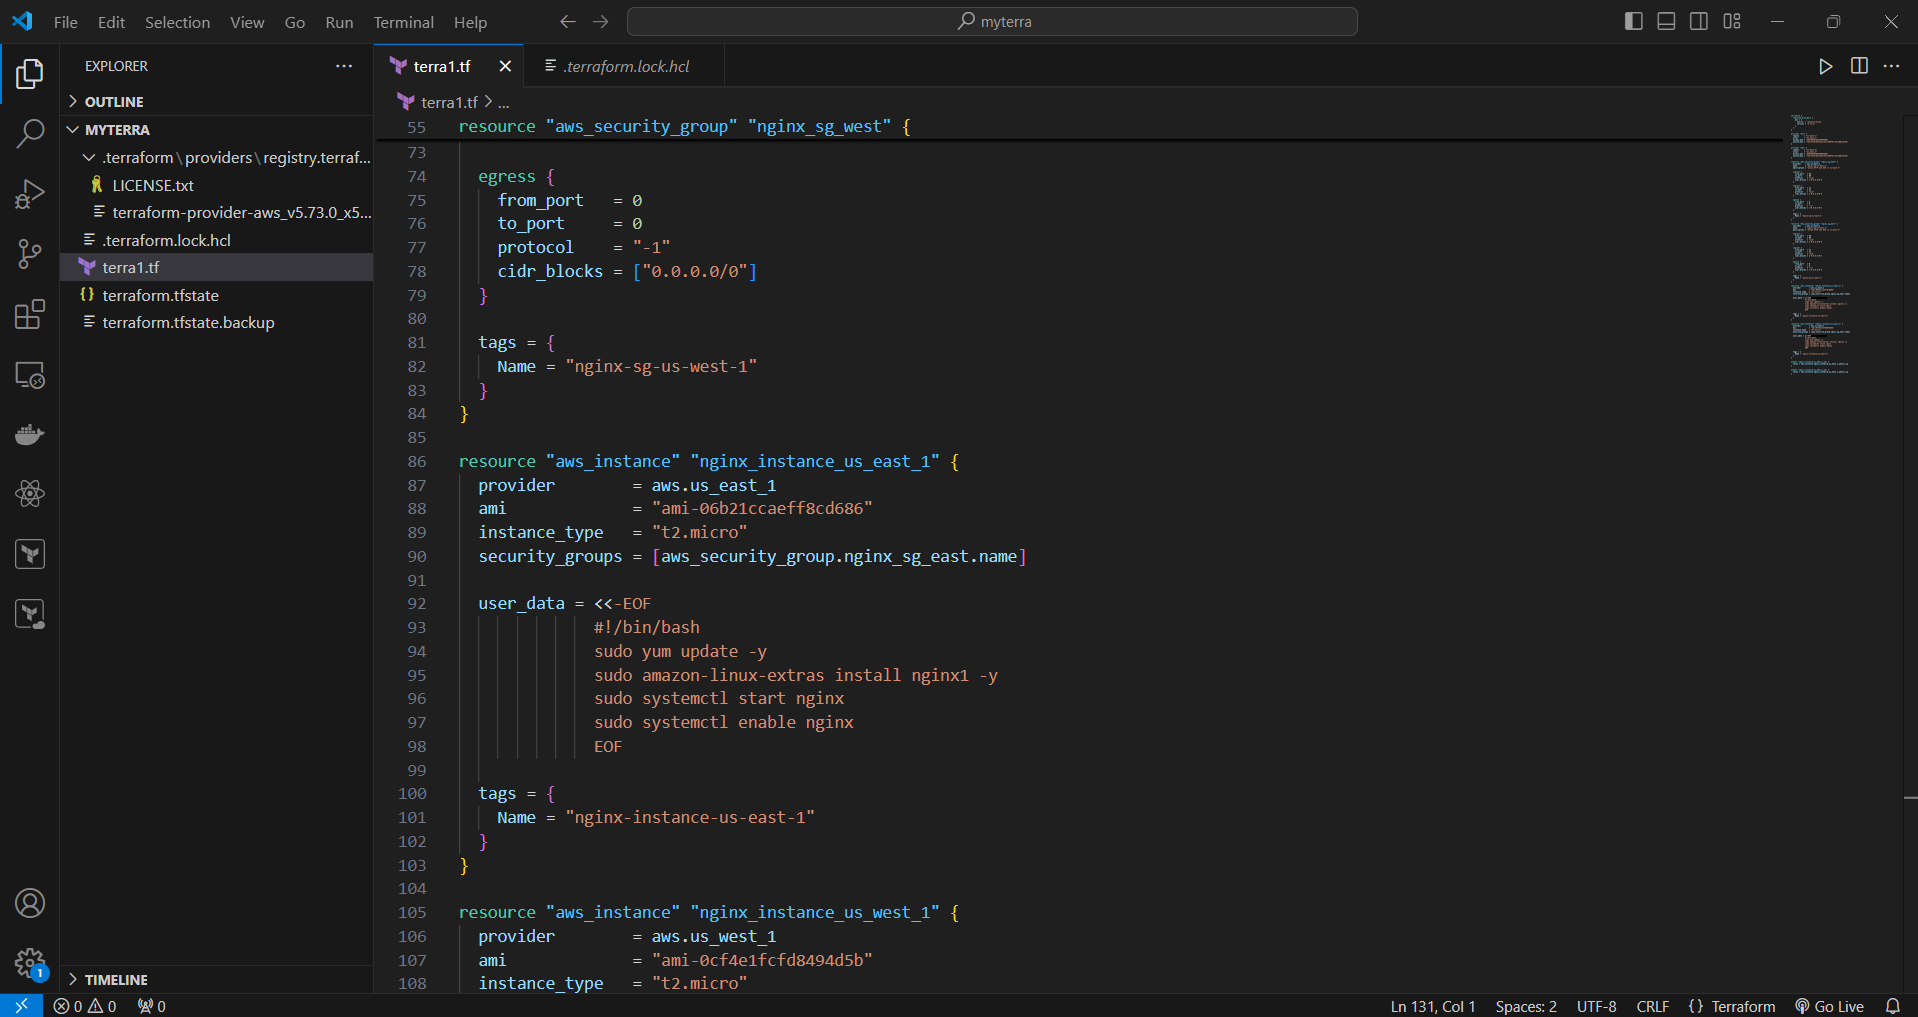 File Edit Selection View Go Run Terminal Help
myterra
EXPLORER
OUTLINE
MYTERRA
.terraform\providers\registry.terraf...
LICENSE.txt
terraform-provider-aws_v5.73.0_x5...
.terraform.lock.hcl
terra1.tf
terraform.tfstate
terraform.tfstate.backup
TIMELINE
1
terra1.tf
.terraform.lock.hcl
terra1.tf > ...
55 resource "aws_security_group" "nginx_sg_west" {
73
74 egress {
75 from_port = 0
76 to_port = 0
77 protocol = "-1"
78 cidr_blocks = ["0.0.0.0/0"]
79 }
80
81 tags = {
82 Name = "nginx-sg-us-west-1"
83 }
84 }
85
86 resource "aws_instance" "nginx_instance_us_east_1" {
87 provider = aws.us_east_1
88 ami = "ami-06b21ccaeff8cd686"
89 instance_type = "t2.micro"
90 security_groups = [aws_security_group.nginx_sg_east.name]
91
92 user_data = <<-EOF
93 #!/bin/bash
94 sudo yum update -y
95 sudo amazon-linux-extras install nginx1 -y
96 sudo systemctl start nginx
97 sudo systemctl enable nginx
98 EOF
99
100 tags = {
101 Name = "nginx-instance-us-east-1"
102 }
103 }
104
105 resource "aws_instance" "nginx_instance_us_west_1" {
106 provider = aws.us_west_1
107 ami = "ami-0cf4e1fcfd8494d5b"
108 instance_type = "t2.micro"
0 0 0
Ln 131, Col 1 Spaces: 2 UTF-8 CRLF {} Terraform Go Live